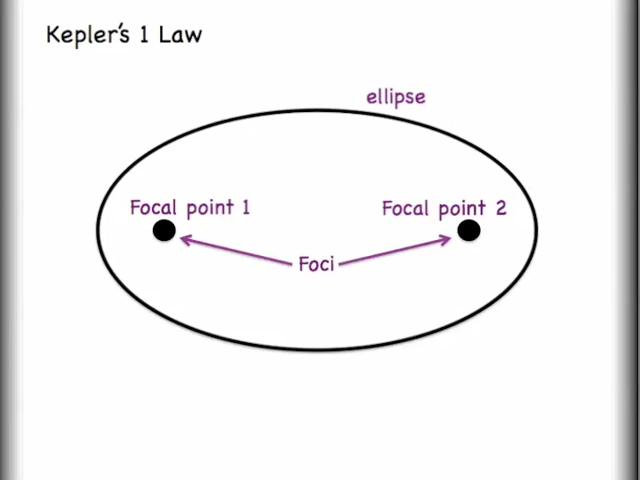 Kepler's 1 Law
ellipse
Focal point 1
Focal point 2
Foci